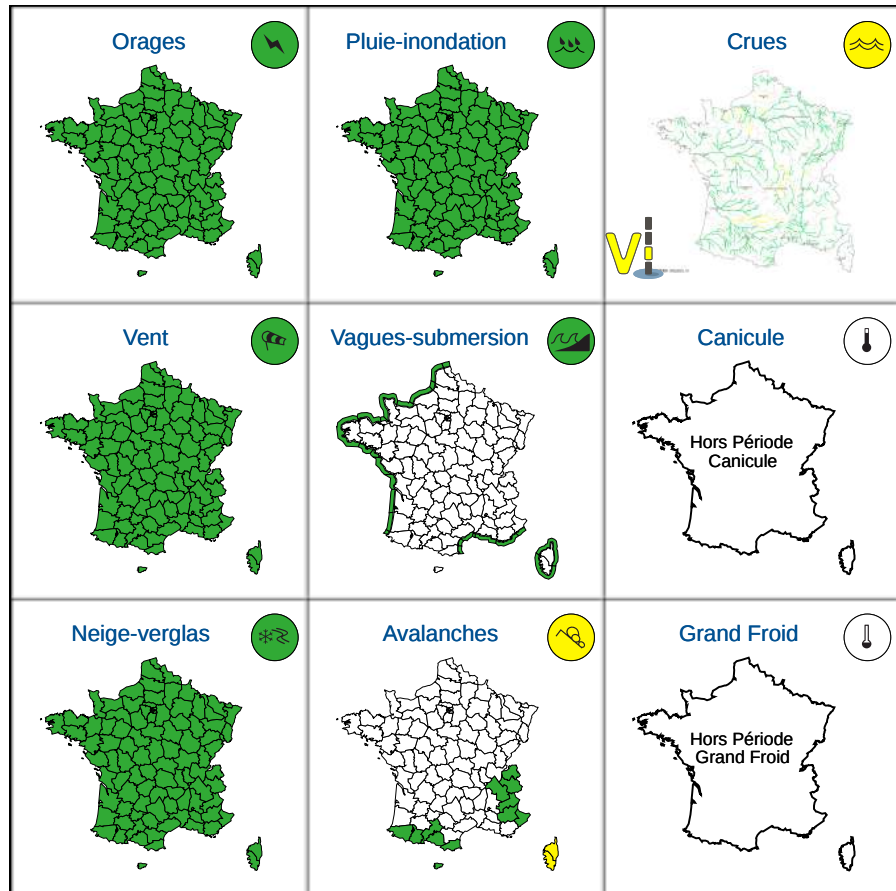 Orages
Pluie-inondation
Crues
Vi
Vent
Vagues-submersion
Canicule
Hors Période
Canicule
Neige-verglas
Avalanches
Grand Froid
Hors Période
Grand Froid